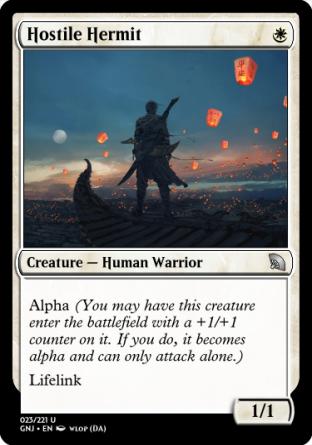 Hostile Hermit
Creature — Human Warrior
Alpha (You may have this creature
enter the battlefield with a +1/+1
counter on it. If you do, it becomes
alpha and can only attack alone.)
Lifelink
1/1
023/221 U
GNJ • EN WLOP (DA)